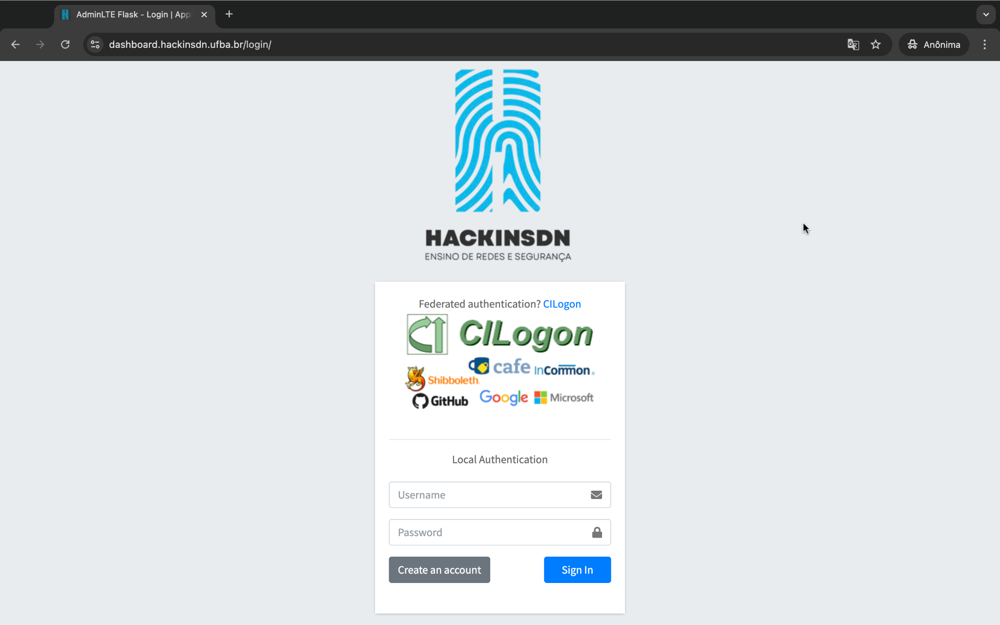 AdminLTE Flask - Login | App
dashboard.hackinsdn.ufba.br/login/
Anônima
HACKINSDN
ENSINO DE REDES E SEGURANÇA
Federated authentication? CILogon
CILogon
cafe InCommon
Shibboleth
GitHub Google Microsoft
Local Authentication
Username
Password
Create an account
Sign In